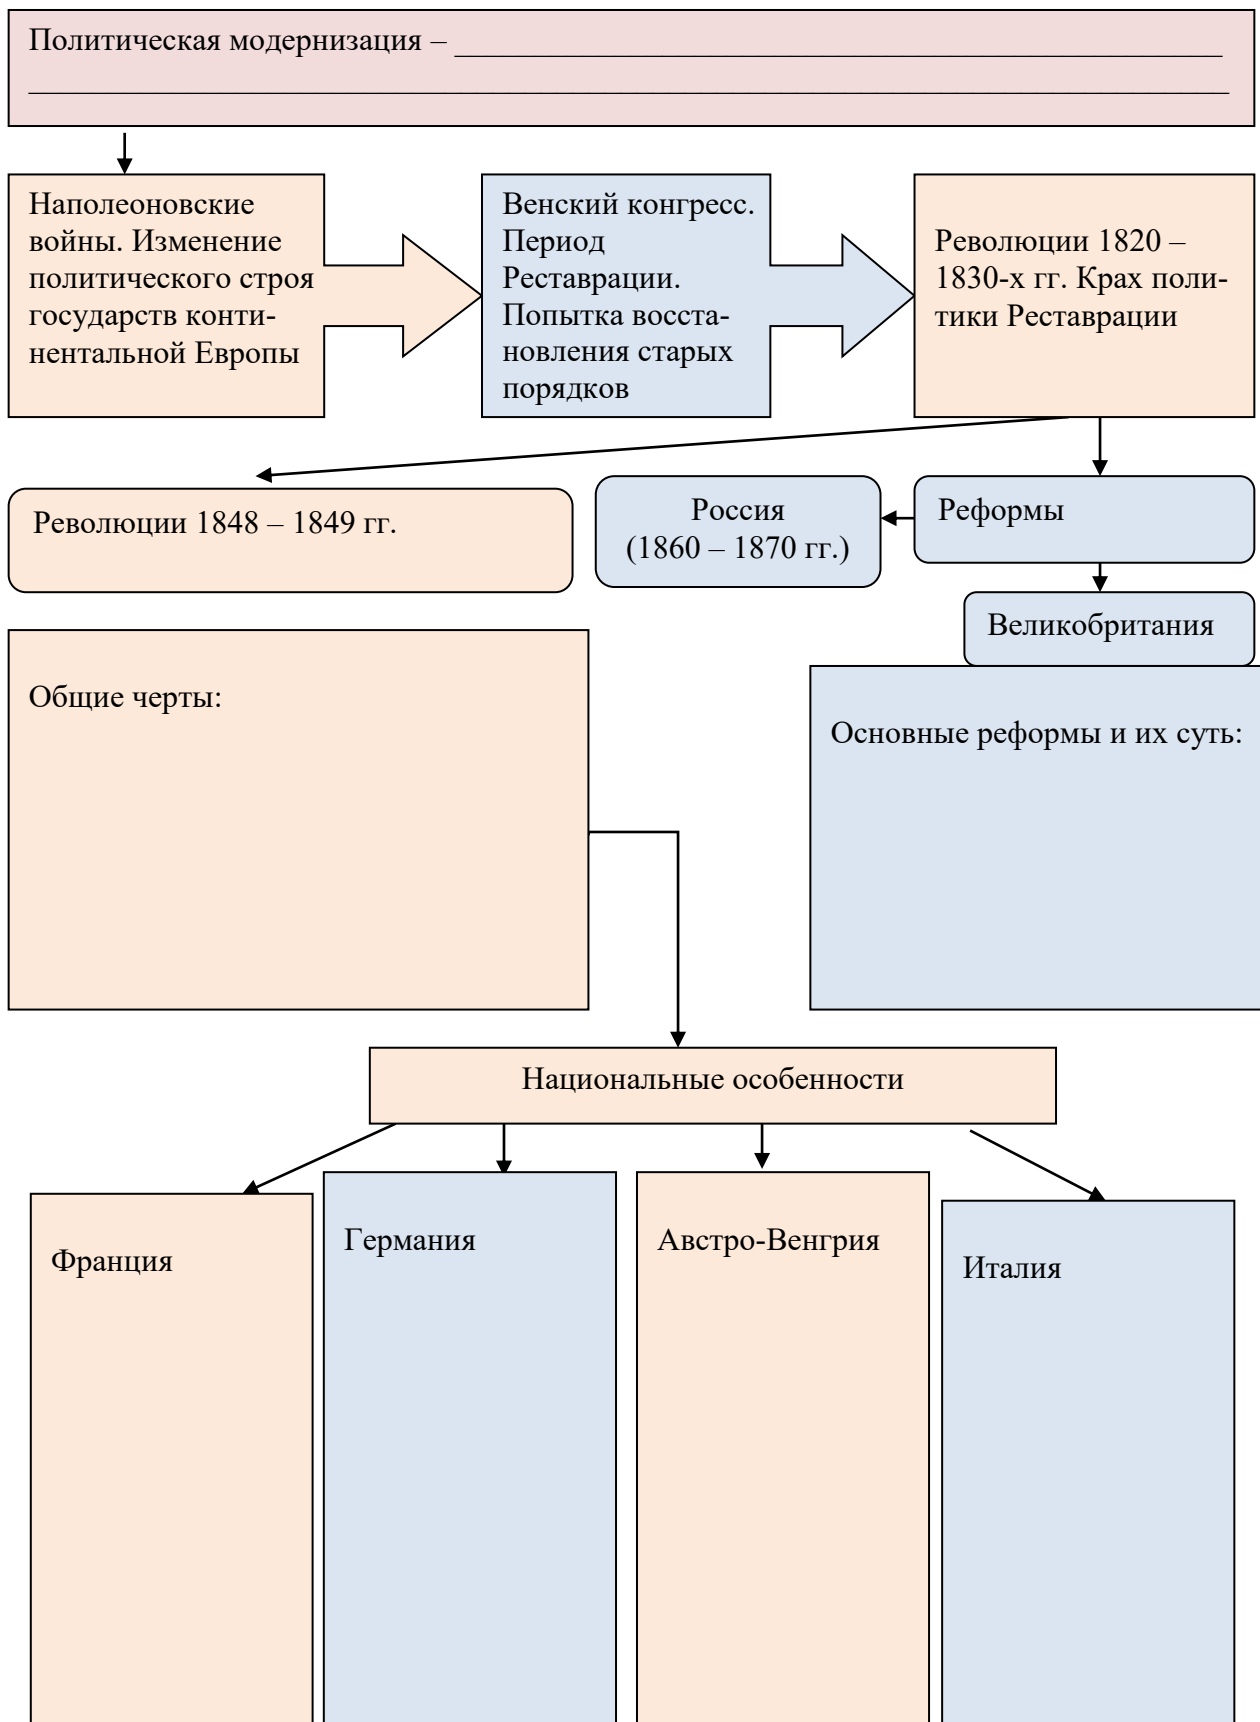 Политическая модернизация – ________________________________________________
___________________________________________________________________________
Наполеоновские
войны. Изменение
политического строя
государств конти-
нентальной Европы
Венский конгресс.
Период
Реставрации.
Попытка восста-
новления старых
порядков
Революции 1820 –
1830-х гг. Крах поли-
тики Реставрации
Революции 1848 – 1849 гг.
Россия
(1860 – 1870 гг.)
Реформы
Великобритания
Общие черты:
Основные реформы и их суть:
Национальные особенности
Франция
Германия
Австро-Венгрия
Италия